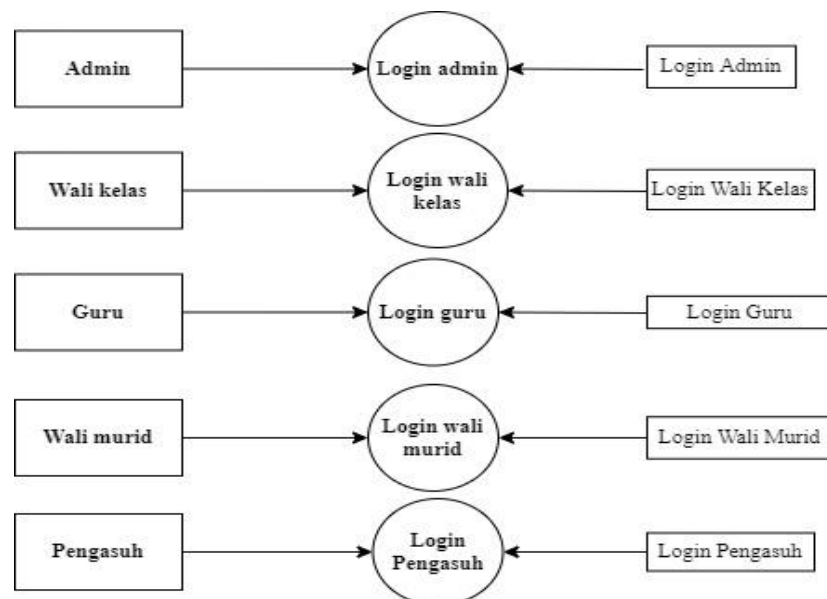 Admin
Login admin
Login Admin
Wali kelas
Login wali
kelas
Login Wali Kelas
Guru
Login guru
Login Guru
Wali murid
Login wali
murid
Login Wali Murid
Pengasuh
Login
Pengasuh
Login Pengasuh